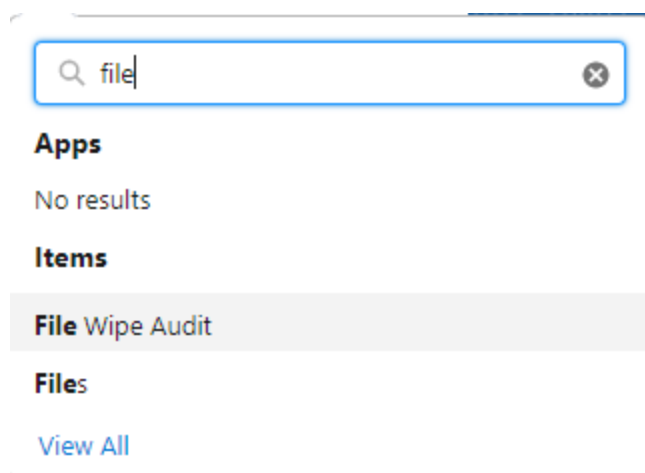 file
Apps
No results
Items
File Wipe Audit
Files
View All